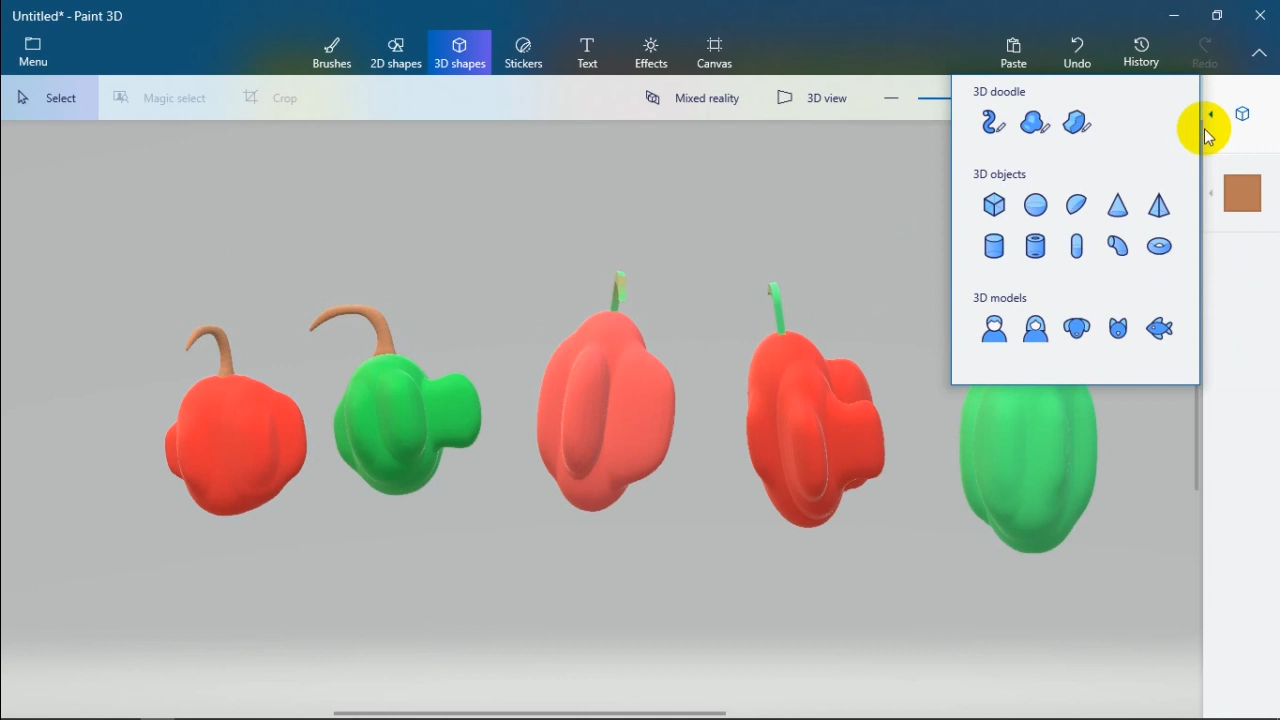 Untitled* - Paint 3D
Menu
Brushes
2D shapes
3D shapes
Stickers
Text
Effects
Canvas
Paste
Undo
History
Redo
Select
Magic select
Crop
Mixed reality
3D view
3D doodle
3D objects
3D models